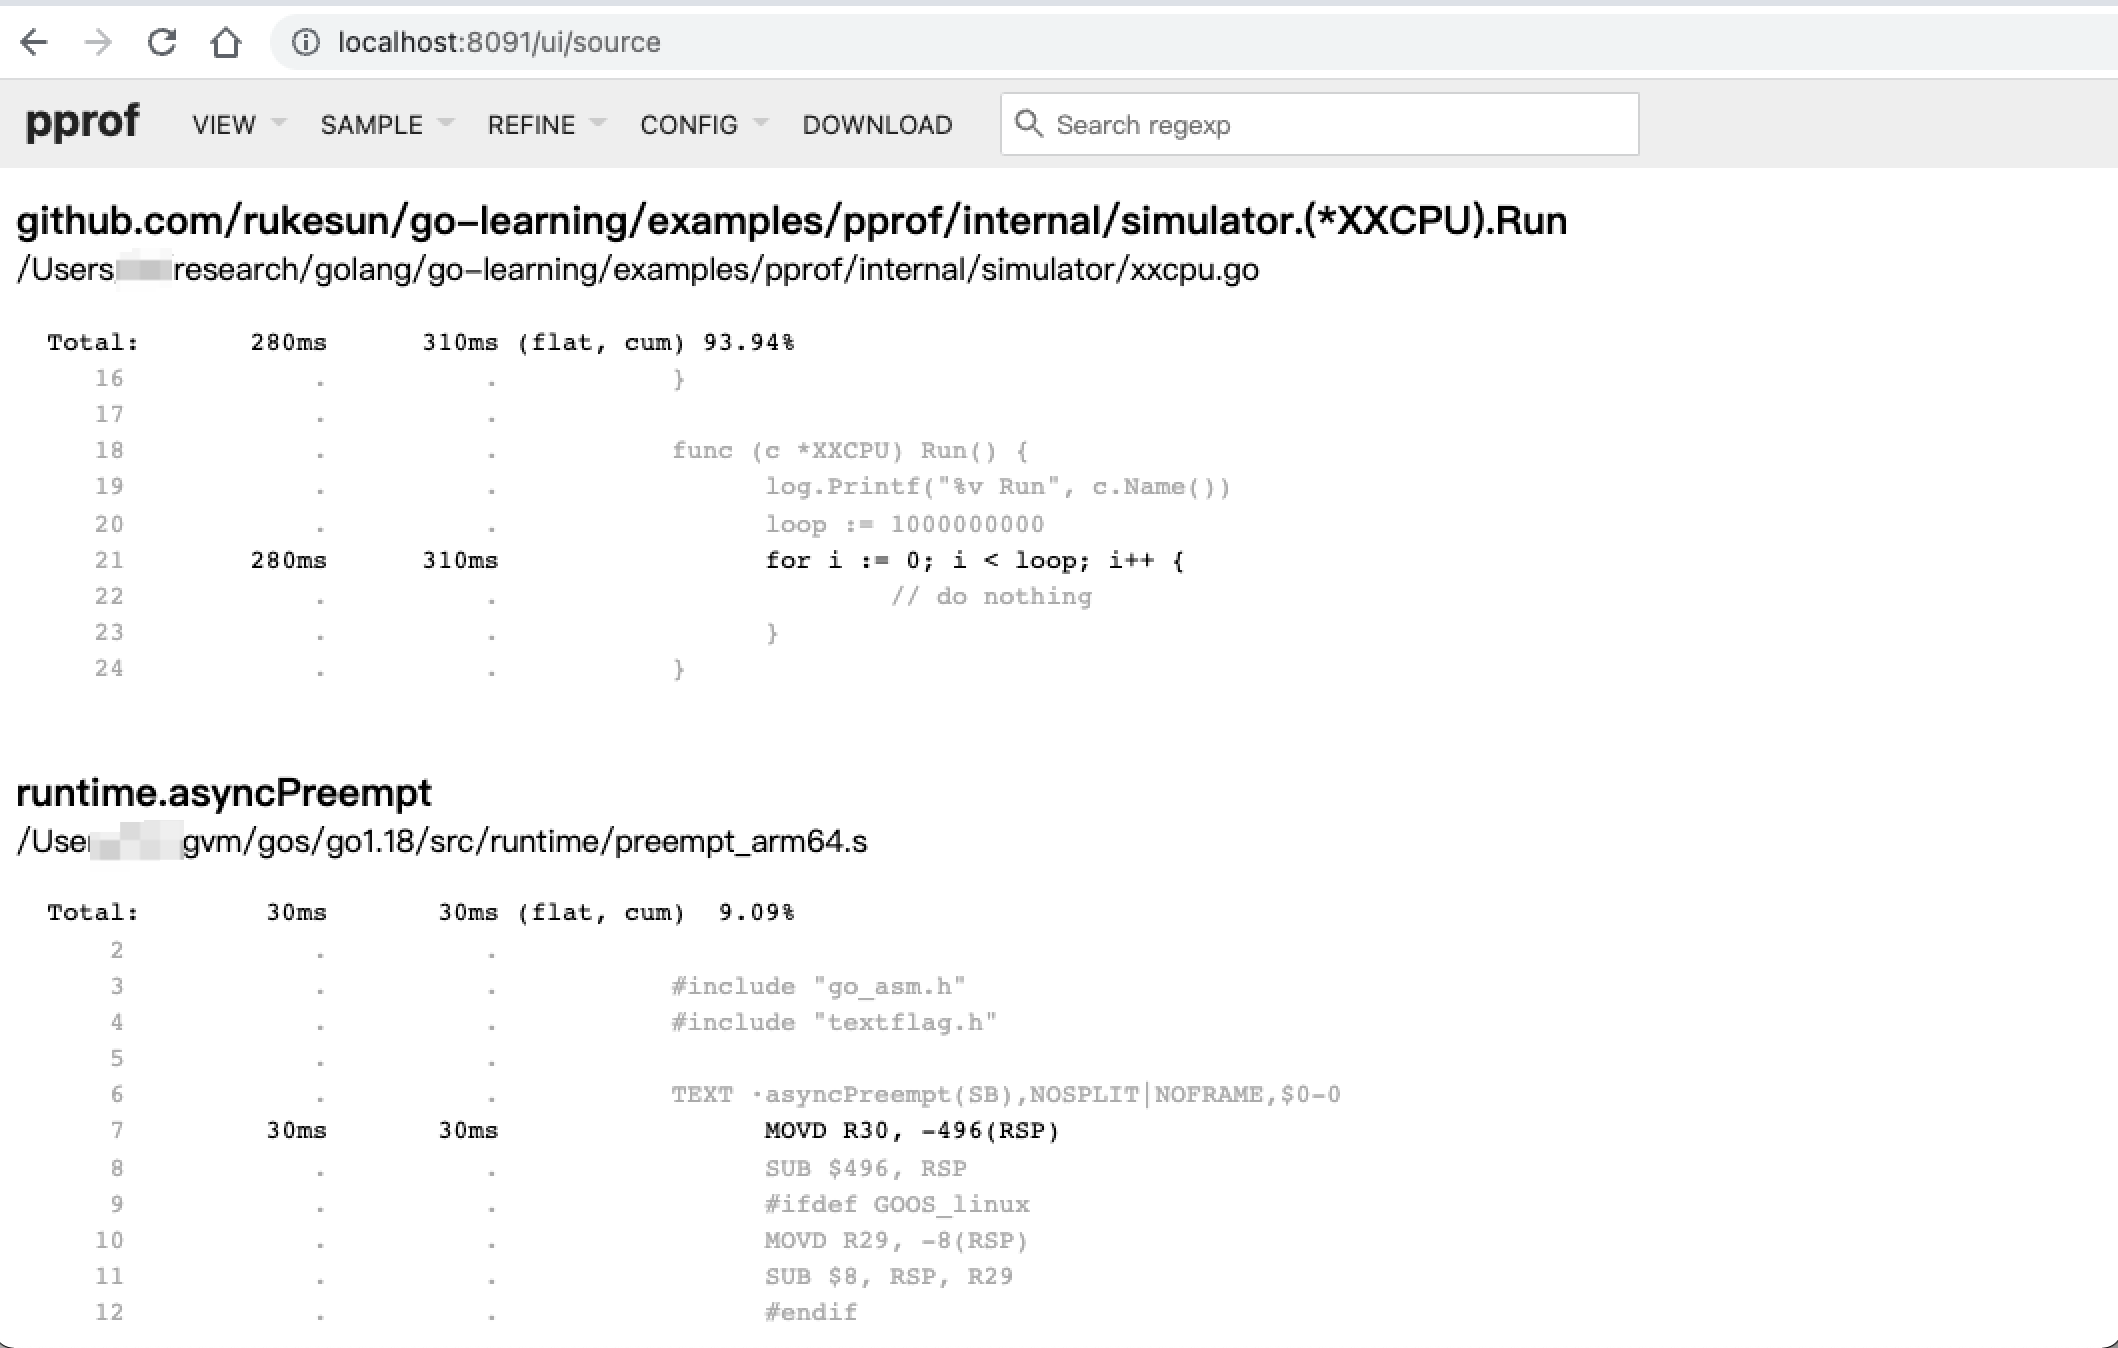 localhost:8091/ui/source
pprof VIEW SAMPLE REFINE CONFIG DOWNLOAD Search regexp
github.com/rukesun/go-learning/examples/pprof/internal/simulator.(*XXCPU).Run
/Users research/golang/go-learning/examples/pprof/internal/simulator/xxcpu.go
Total: 280ms 310ms (flat, cum) 93.94%
16 . . }
17 . .
18 . . func (c *XXCPU) Run() {
19 . . log.Printf("%v Run", c.Name())
20 . . loop := 1000000000
21 280ms 310ms for i := 0; i < loop; i++ {
22 . . // do nothing
23 . . }
24 . . }
runtime.asyncPreempt
/User gvm/gos/go1.18/src/runtime/preempt_arm64.s
Total: 30ms 30ms (flat, cum) 9.09%
2 . .
3 . . #include "go_asm.h"
4 . . #include "textflag.h"
5 . .
6 . . TEXT ·asyncPreempt(SB),NOSPLIT|NOFRAME,$0-0
7 30ms 30ms MOVD R30, -496(RSP)
8 . . SUB $496, RSP
9 . . #ifdef GOOS_linux
10 . . MOVD R29, -8(RSP)
11 . . SUB $8, RSP, R29
12 . . #endif